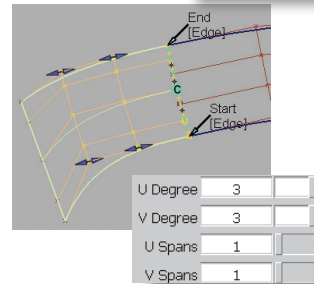 End
[Edge]
C
Start
[Edge]
U
U Degree 3
V Degree 3
U Spans 1
V Spans 1